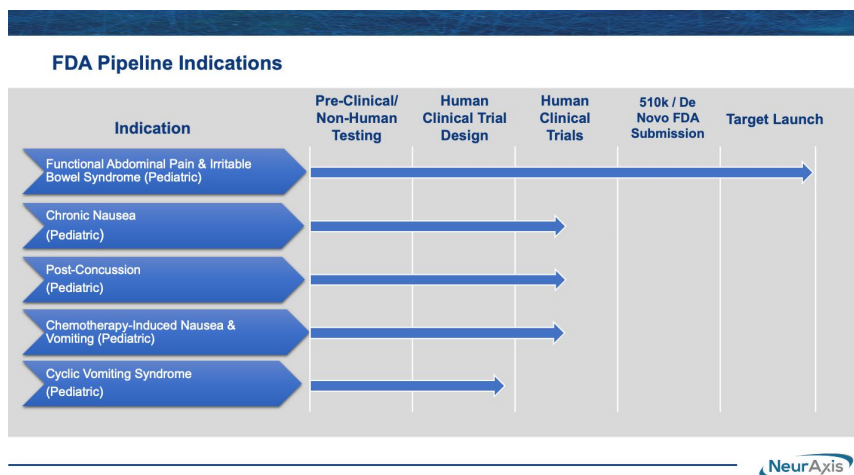 FDA Pipeline Indications
Indication
Pre-Clinical/
Non-Human
Testing
Human
Clinical Trial
Design
Human
Clinical
Trials
510k / De
Novo FDA
Submission
Target Launch
Functional Abdominal Pain & Irritable
Bowel Syndrome (Pediatric)
Chronic Nausea
(Pediatric)
Post-Concussion
(Pediatric)
Chemotherapy-Induced Nausea &
Vomiting (Pediatric)
Cyclic Vomiting Syndrome
(Pediatric)
NeurAxis